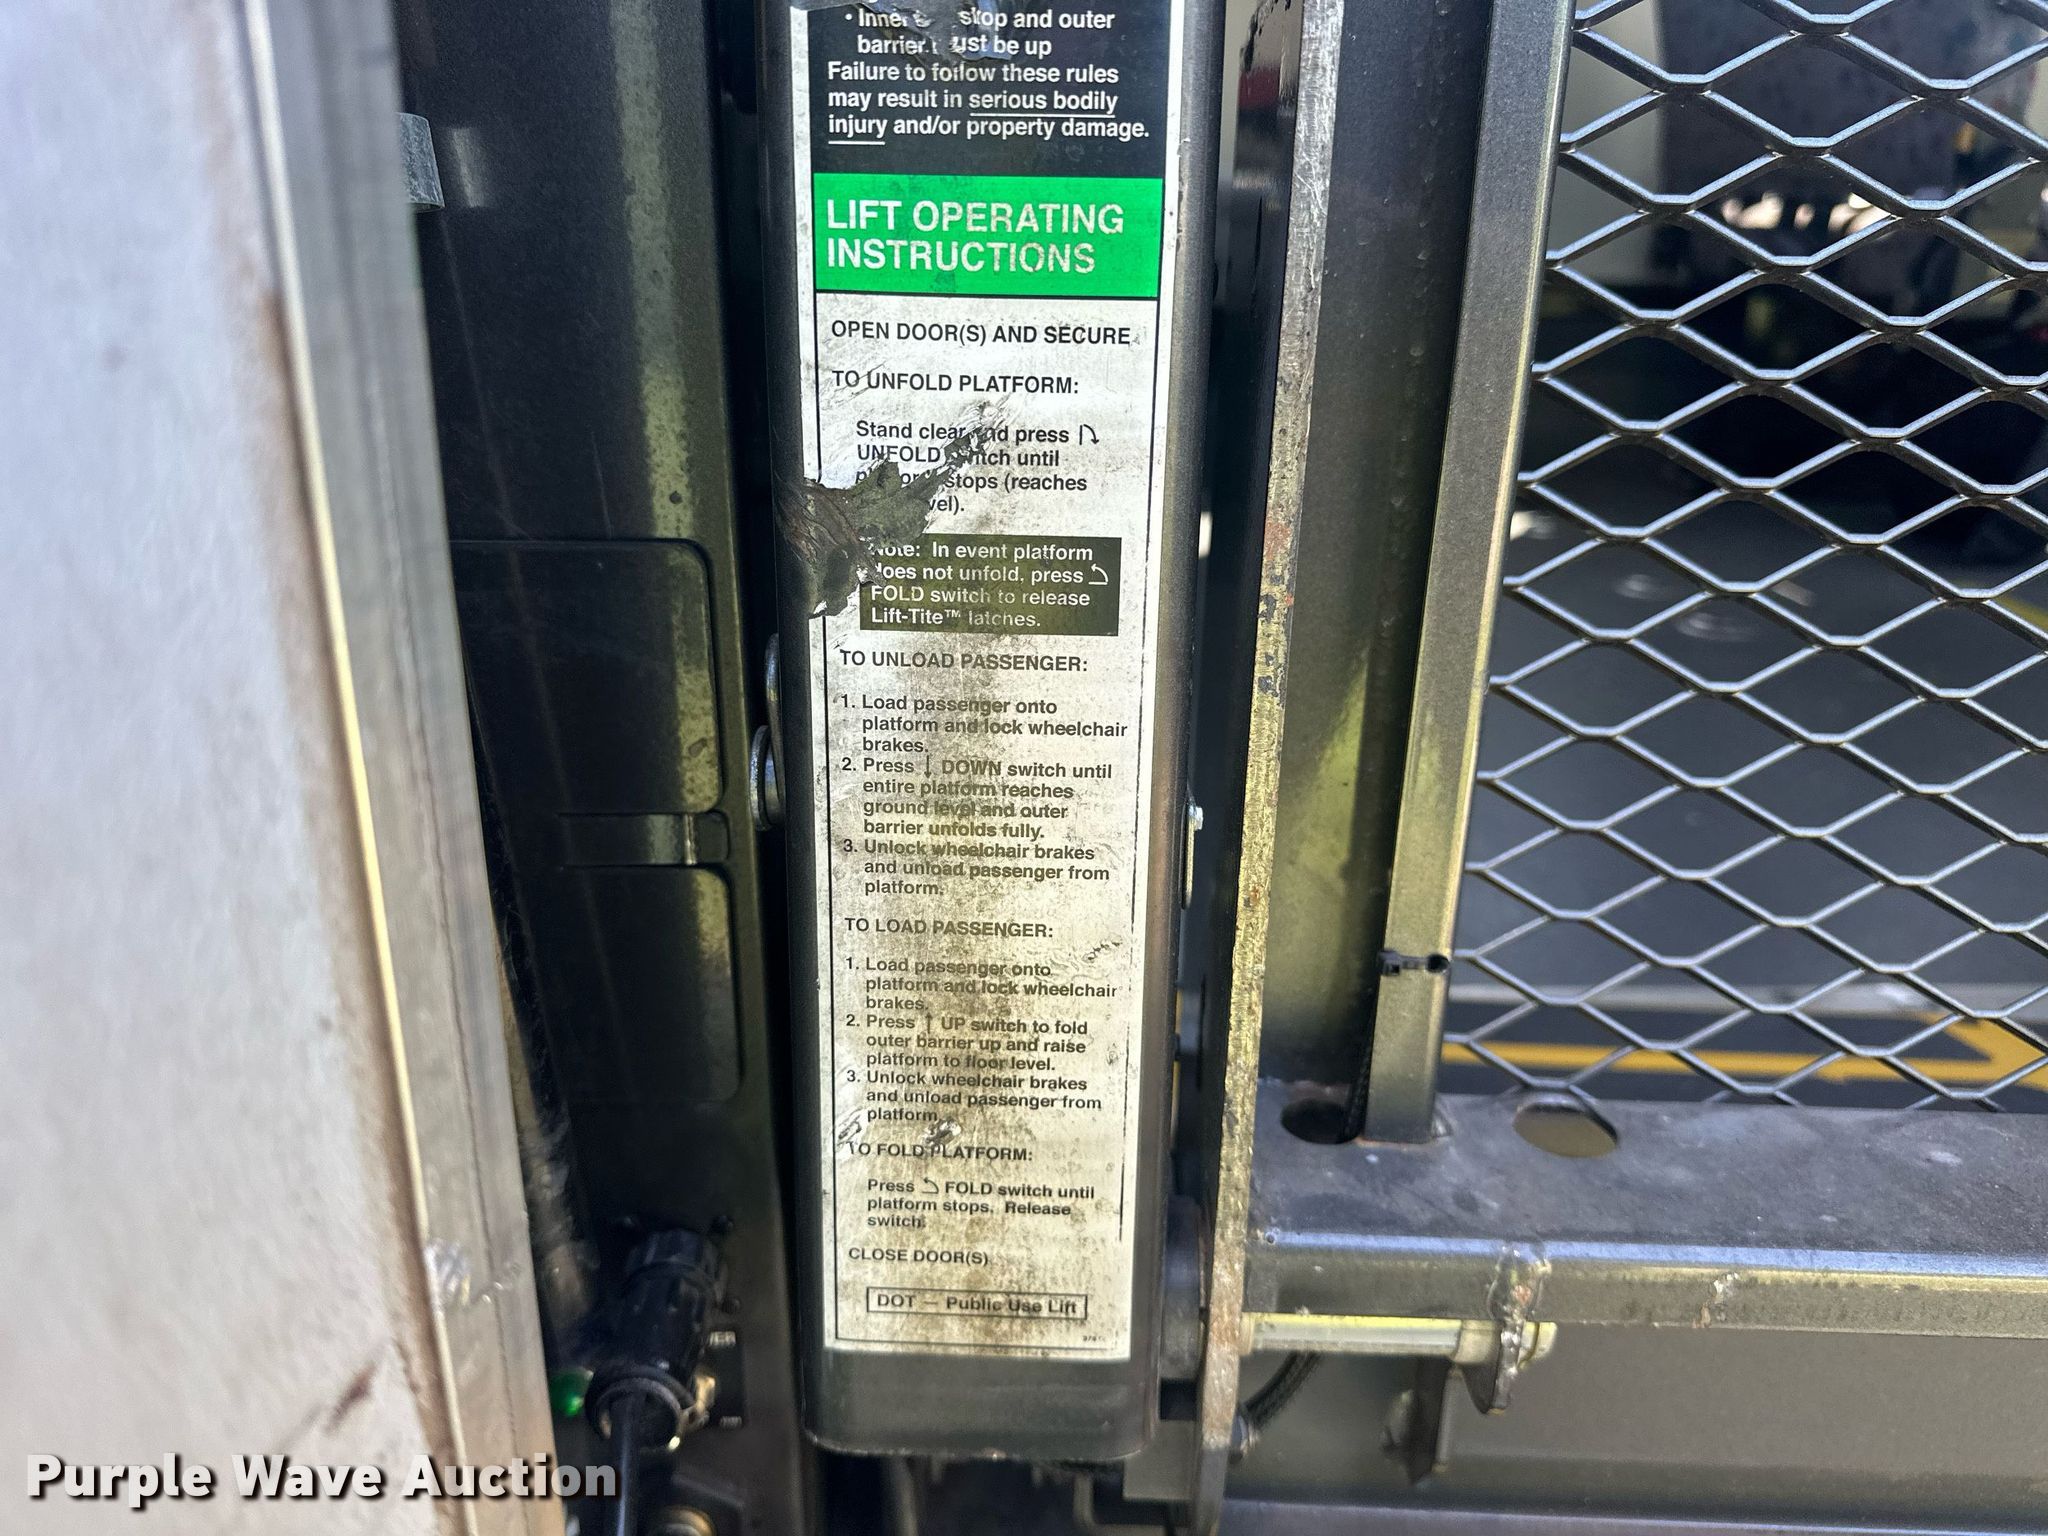 • Inner stop and outer
barrier must be up
Failure to follow these rules
may result in serious bodily
injury and/or property damage.
LIFT OPERATING
INSTRUCTIONS
OPEN DOOR(S) AND SECURE
TO UNFOLD PLATFORM:
Stand clear and press
UNFOLD switch until
stops (reaches
level).
Note: In event platform
does not unfold, press
FOLD switch to release
Lift-Tite™ latches.
TO UNLOAD PASSENGER:
1. Load passenger onto
platform and lock wheelchair
brakes.
2. Press ↓ DOWN switch until
entire platform reaches
ground level and outer
barrier unfolds fully.
3. Unlock wheelchair brakes
and unload passenger from
platform.
TO LOAD PASSENGER:
1. Load passenger onto
platform and lock wheelchair
brakes.
2. Press ↑ UP switch to fold
outer barrier up and raise
platform to floor level.
3. Unlock wheelchair brakes
and unload passenger from
platform.
TO FOLD PLATFORM:
Press FOLD switch until
platform stops. Release
switch.
CLOSE DOOR(S)
DOT — Public Use Lift
Purple Wave Auction